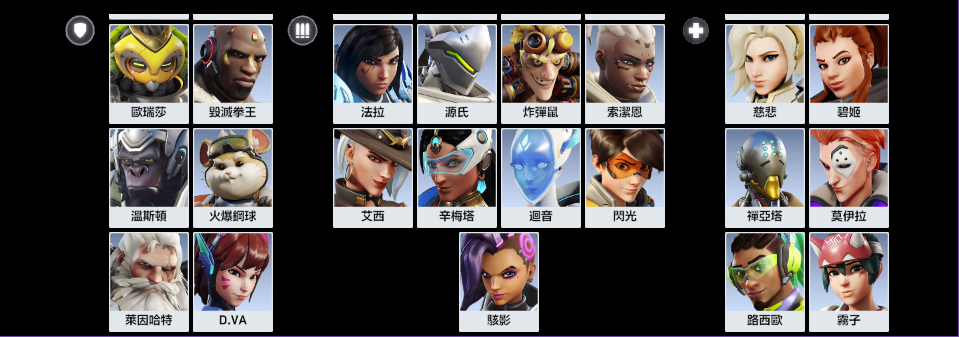 歐瑞莎 毀滅拳王 法拉 源氏 炸彈鼠 索潔恩 慈悲 碧姬
溫斯頓 火爆鋼球 艾西 辛梅塔 迴音 閃光 禪亞塔 莫伊拉
萊因哈特 D.VA 駭影 路西歐 霧子